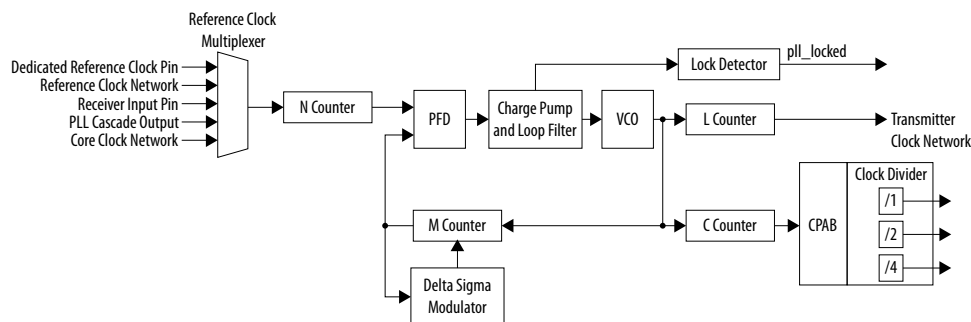 Reference Clock
Multiplexer
Dedicated Reference Clock Pin
Reference Clock Network
Receiver Input Pin
PLL Cascade Output
Core Clock Network
N Counter
PFD
Charge Pump
and Loop Filter
VCO
Lock Detector
pll_locked
L Counter
Transmitter
Clock Network
M Counter
Delta Sigma
Modulator
C Counter
CPAB
Clock Divider
/1
/2
/4